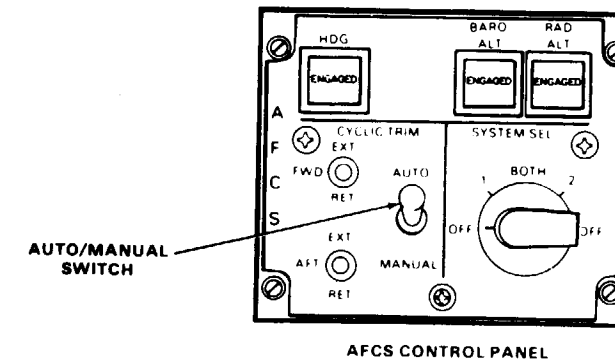 HDG
BARO ALT
RAD ALT
ENGAGED
ENGAGED
ENGAGED
AFCS
CYCLIC TRIM
SYSTEM SEL
EXT
FWD
RET
AUTO
MANUAL
EXT
AFT
RET
1
BOTH
2
OFF
OFF
AUTO/MANUAL
SWITCH
AFCS CONTROL PANEL